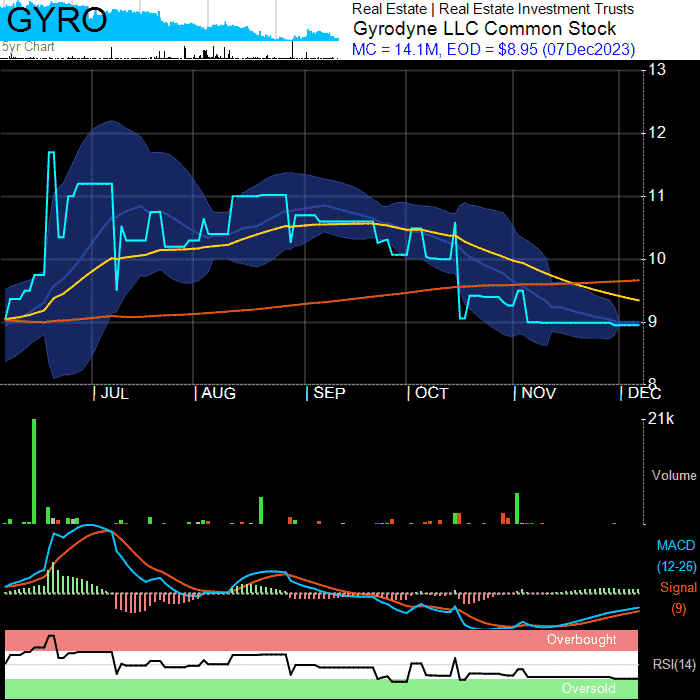 GYRO
5yr Chart
Real Estate | Real Estate Investment Trusts
Gyrodyne LLC Common Stock
MC = 14.1M, EOD = $8.95 (07Dec2023)
13
12
11
10
9
8
JUL AUG SEP OCT NOV DEC
21k
Volume
MACD
(12-26)
Signal
(9)
Overbought
RSI(14)
Oversold